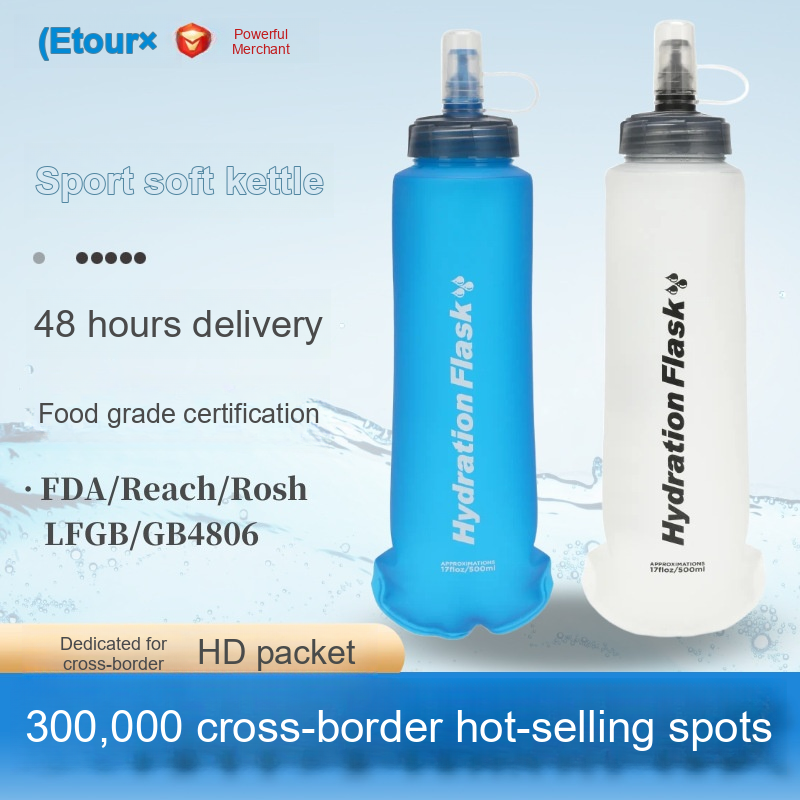 (Etour×
Powerful
Merchant
Sport soft kettle
48 hours delivery
Food grade certification
· FDA/Reach/Rosh
LFGB/GB4806
Hydration Flask
APPROXIMATIONS
17floz/500ml
Hydration Flask
APPROXIMATIONS
17floz/500ml
Dedicated for
cross-border
HD packet
300,000 cross-border hot-selling spots